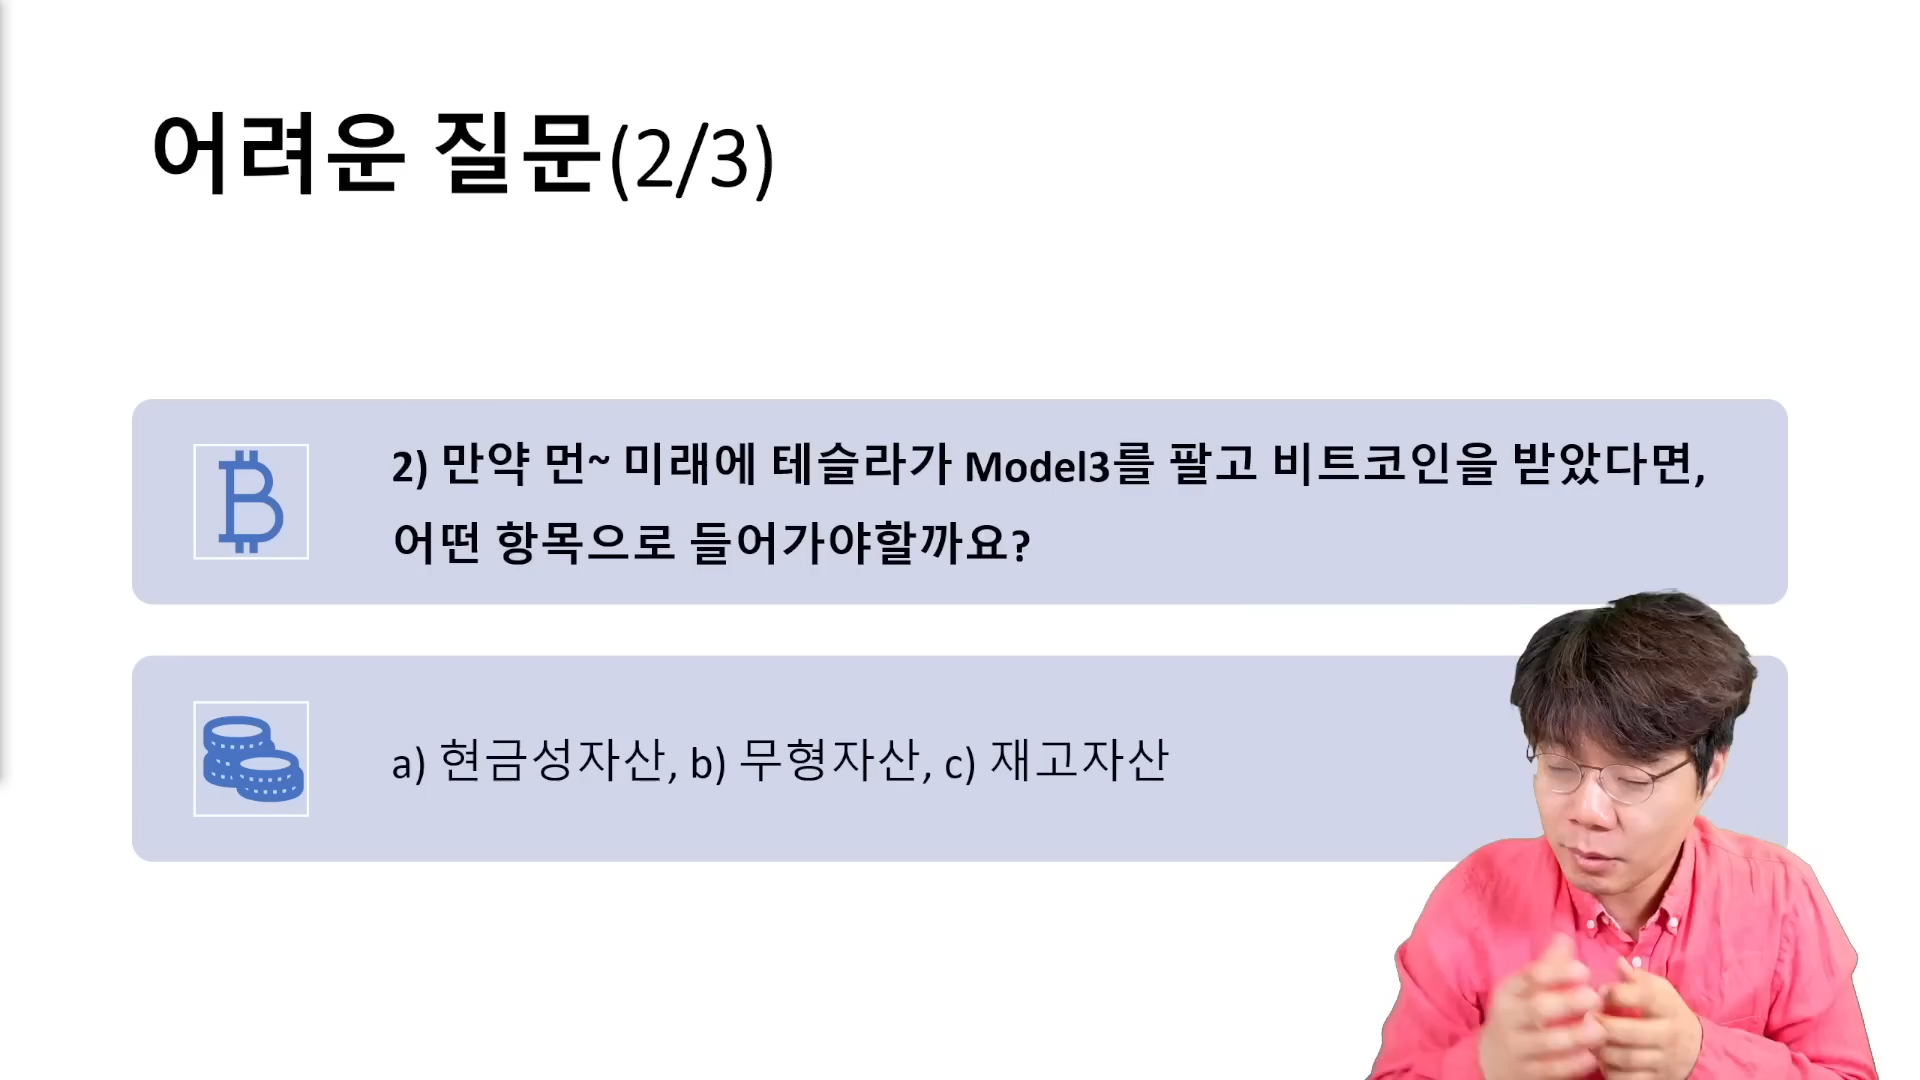 어려운 질문(2/3)
2) 만약 먼~ 미래에 테슬라가 Model3를 팔고 비트코인을 받았다면,
어떤 항목으로 들어가야할까요?
a) 현금성자산, b) 무형자산, c) 재고자산